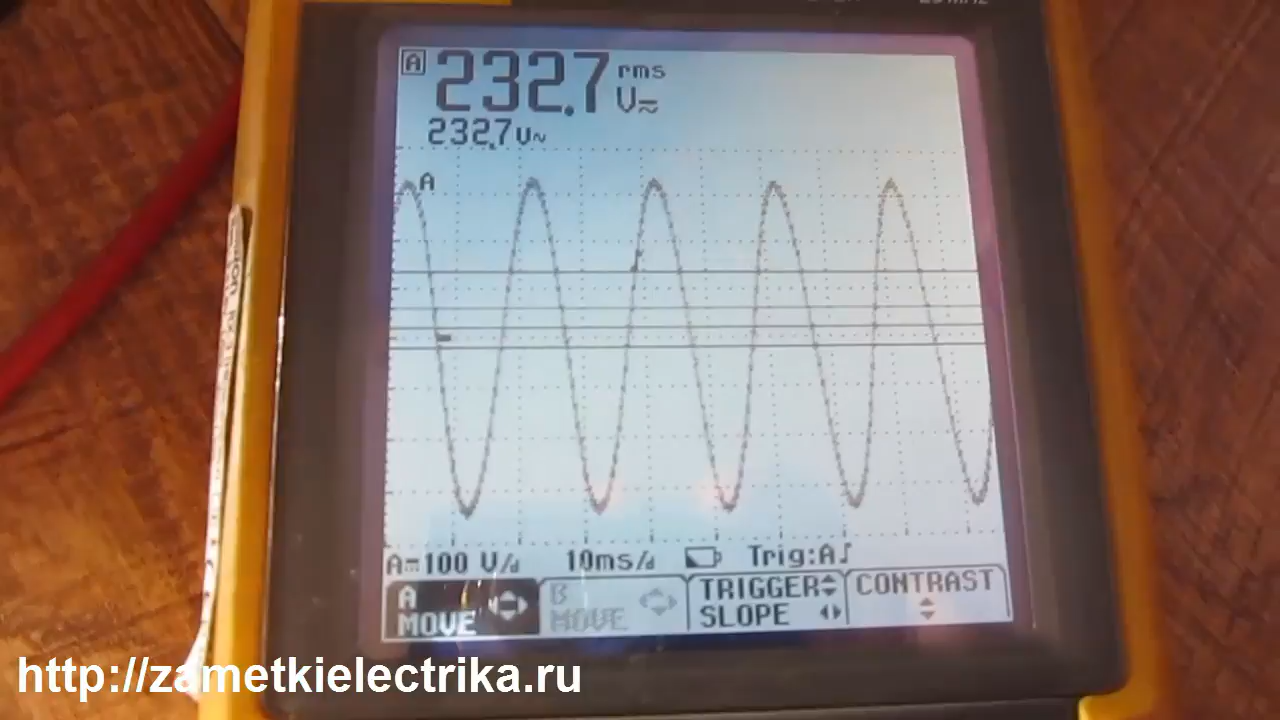 A 232.7 rms V≂
232.7 V~
A
A≂100 V/d 10ms/d Trig:A
A MOVE
B MOVE
TRIGGER
SLOPE
CONTRAST
http://zametkielectrika.ru